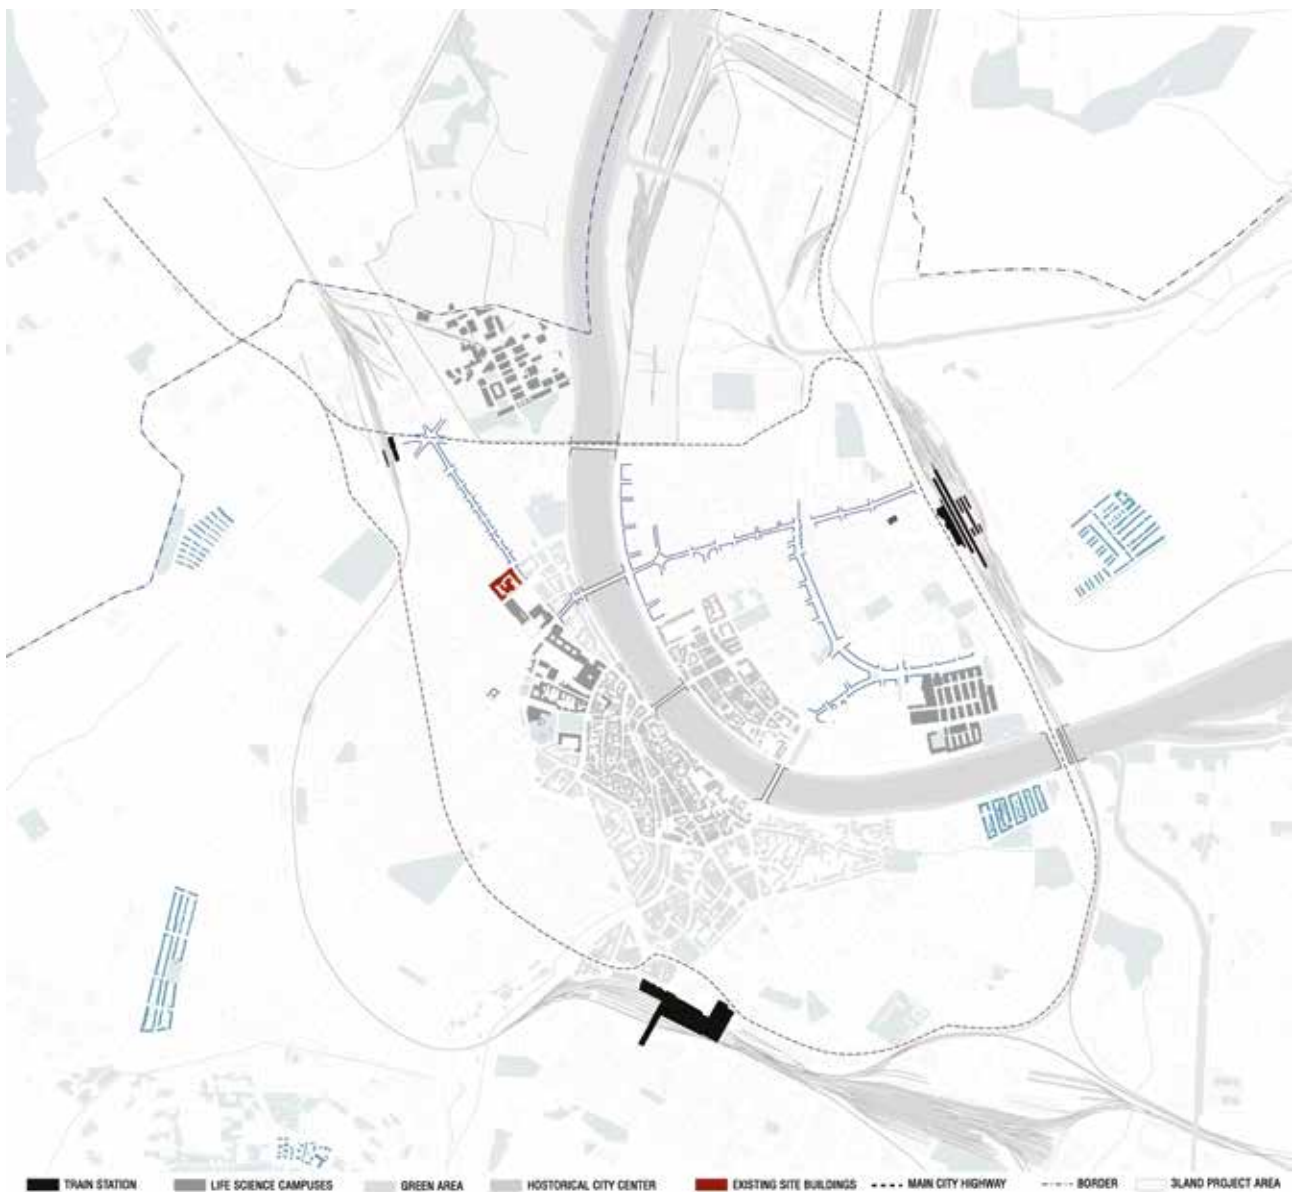 TRAIN STATION
LIFE SCIENCE CAMPUSES
GREEN AREA
HOSTORICAL CITY CENTER
EXISTING SITE BUILDINGS
MAIN CITY HIGHWAY
BORDER
3LAND PROJECT AREA